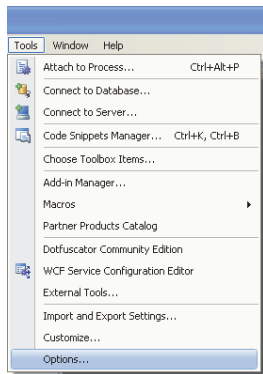 Tools Window Help
Attach to Process... Ctrl+Alt+P
Connect to Database...
Connect to Server...
Code Snippets Manager... Ctrl+K, Ctrl+B
Choose Toolbox Items...
Add-in Manager...
Macros
Partner Products Catalog
Dotfuscator Community Edition
WCF Service Configuration Editor
External Tools...
Import and Export Settings...
Customize...
Options...